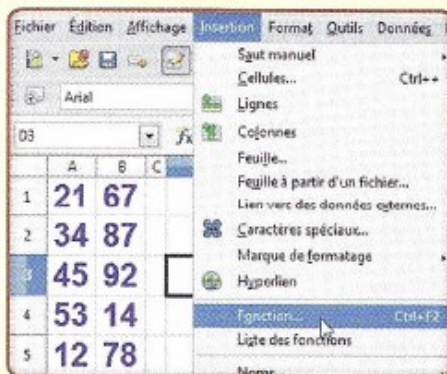 Fichier Édition Affichage Insertion Format Outils Données
Saut manuel
Cellules... Ctrl++
Arial
Lignes
D3 fx Colonnes
Feuille...
A B C
Feuille à partir d'un fichier...
1 21 67
Lien vers des données externes...
2 34 87
Caractères spéciaux...
Marque de formatage
3 45 92
Hyperlien
4 53 14
Fonction... Ctrl+F2
Liste des fonctions
5 12 78
Noms